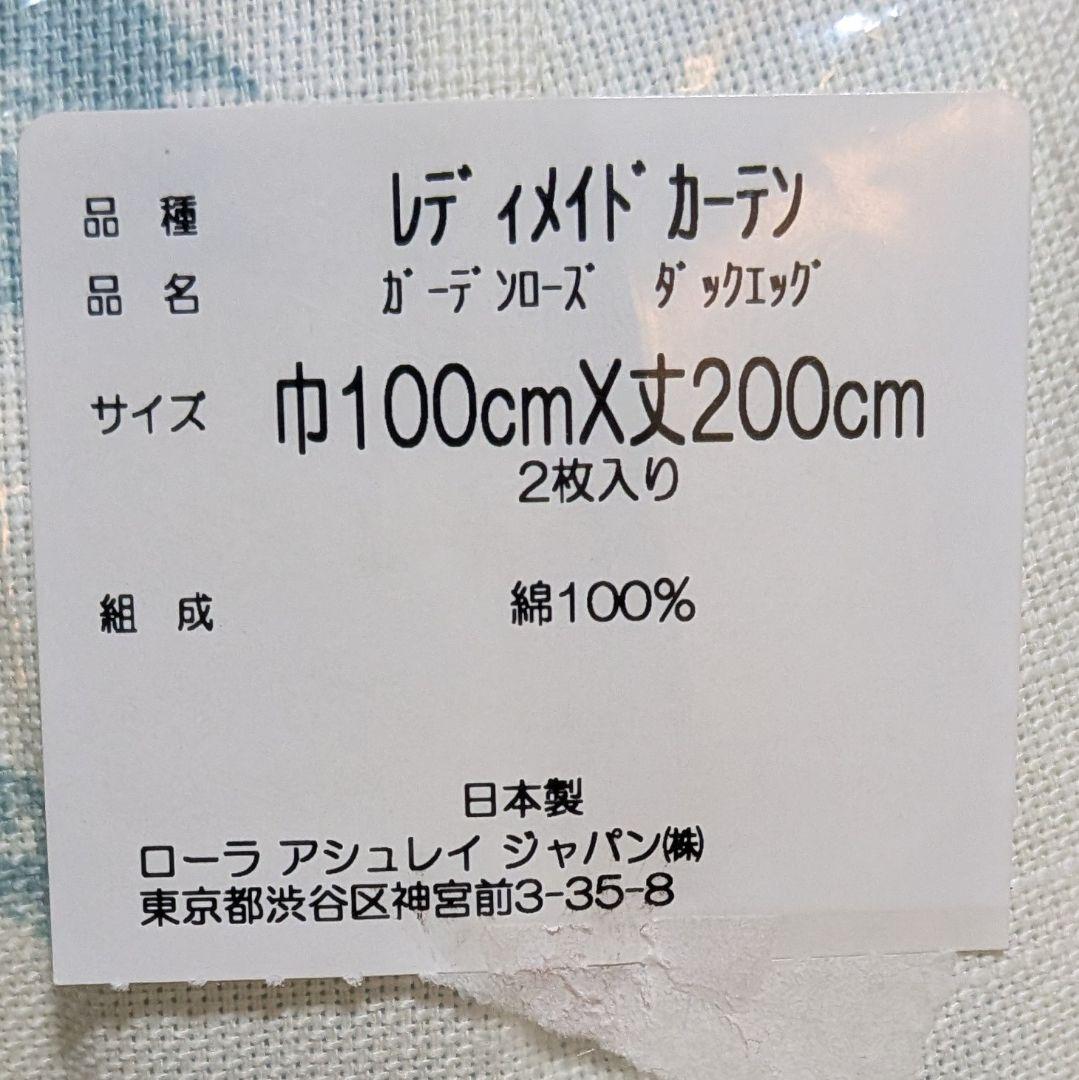 品 種 ﾚﾃﾞｨﾒｲﾄﾞｶｰﾃﾝ
品 名 ｶﾞｰﾃﾞﾝﾛｰｽﾞ ﾀﾞｯｸｴｯｸﾞ
サイズ 巾100cmX丈200cm
2枚入り
組 成 綿100%
日本製
ローラ アシュレイ ジャパン㈱
東京都渋谷区神宮前3-35-8